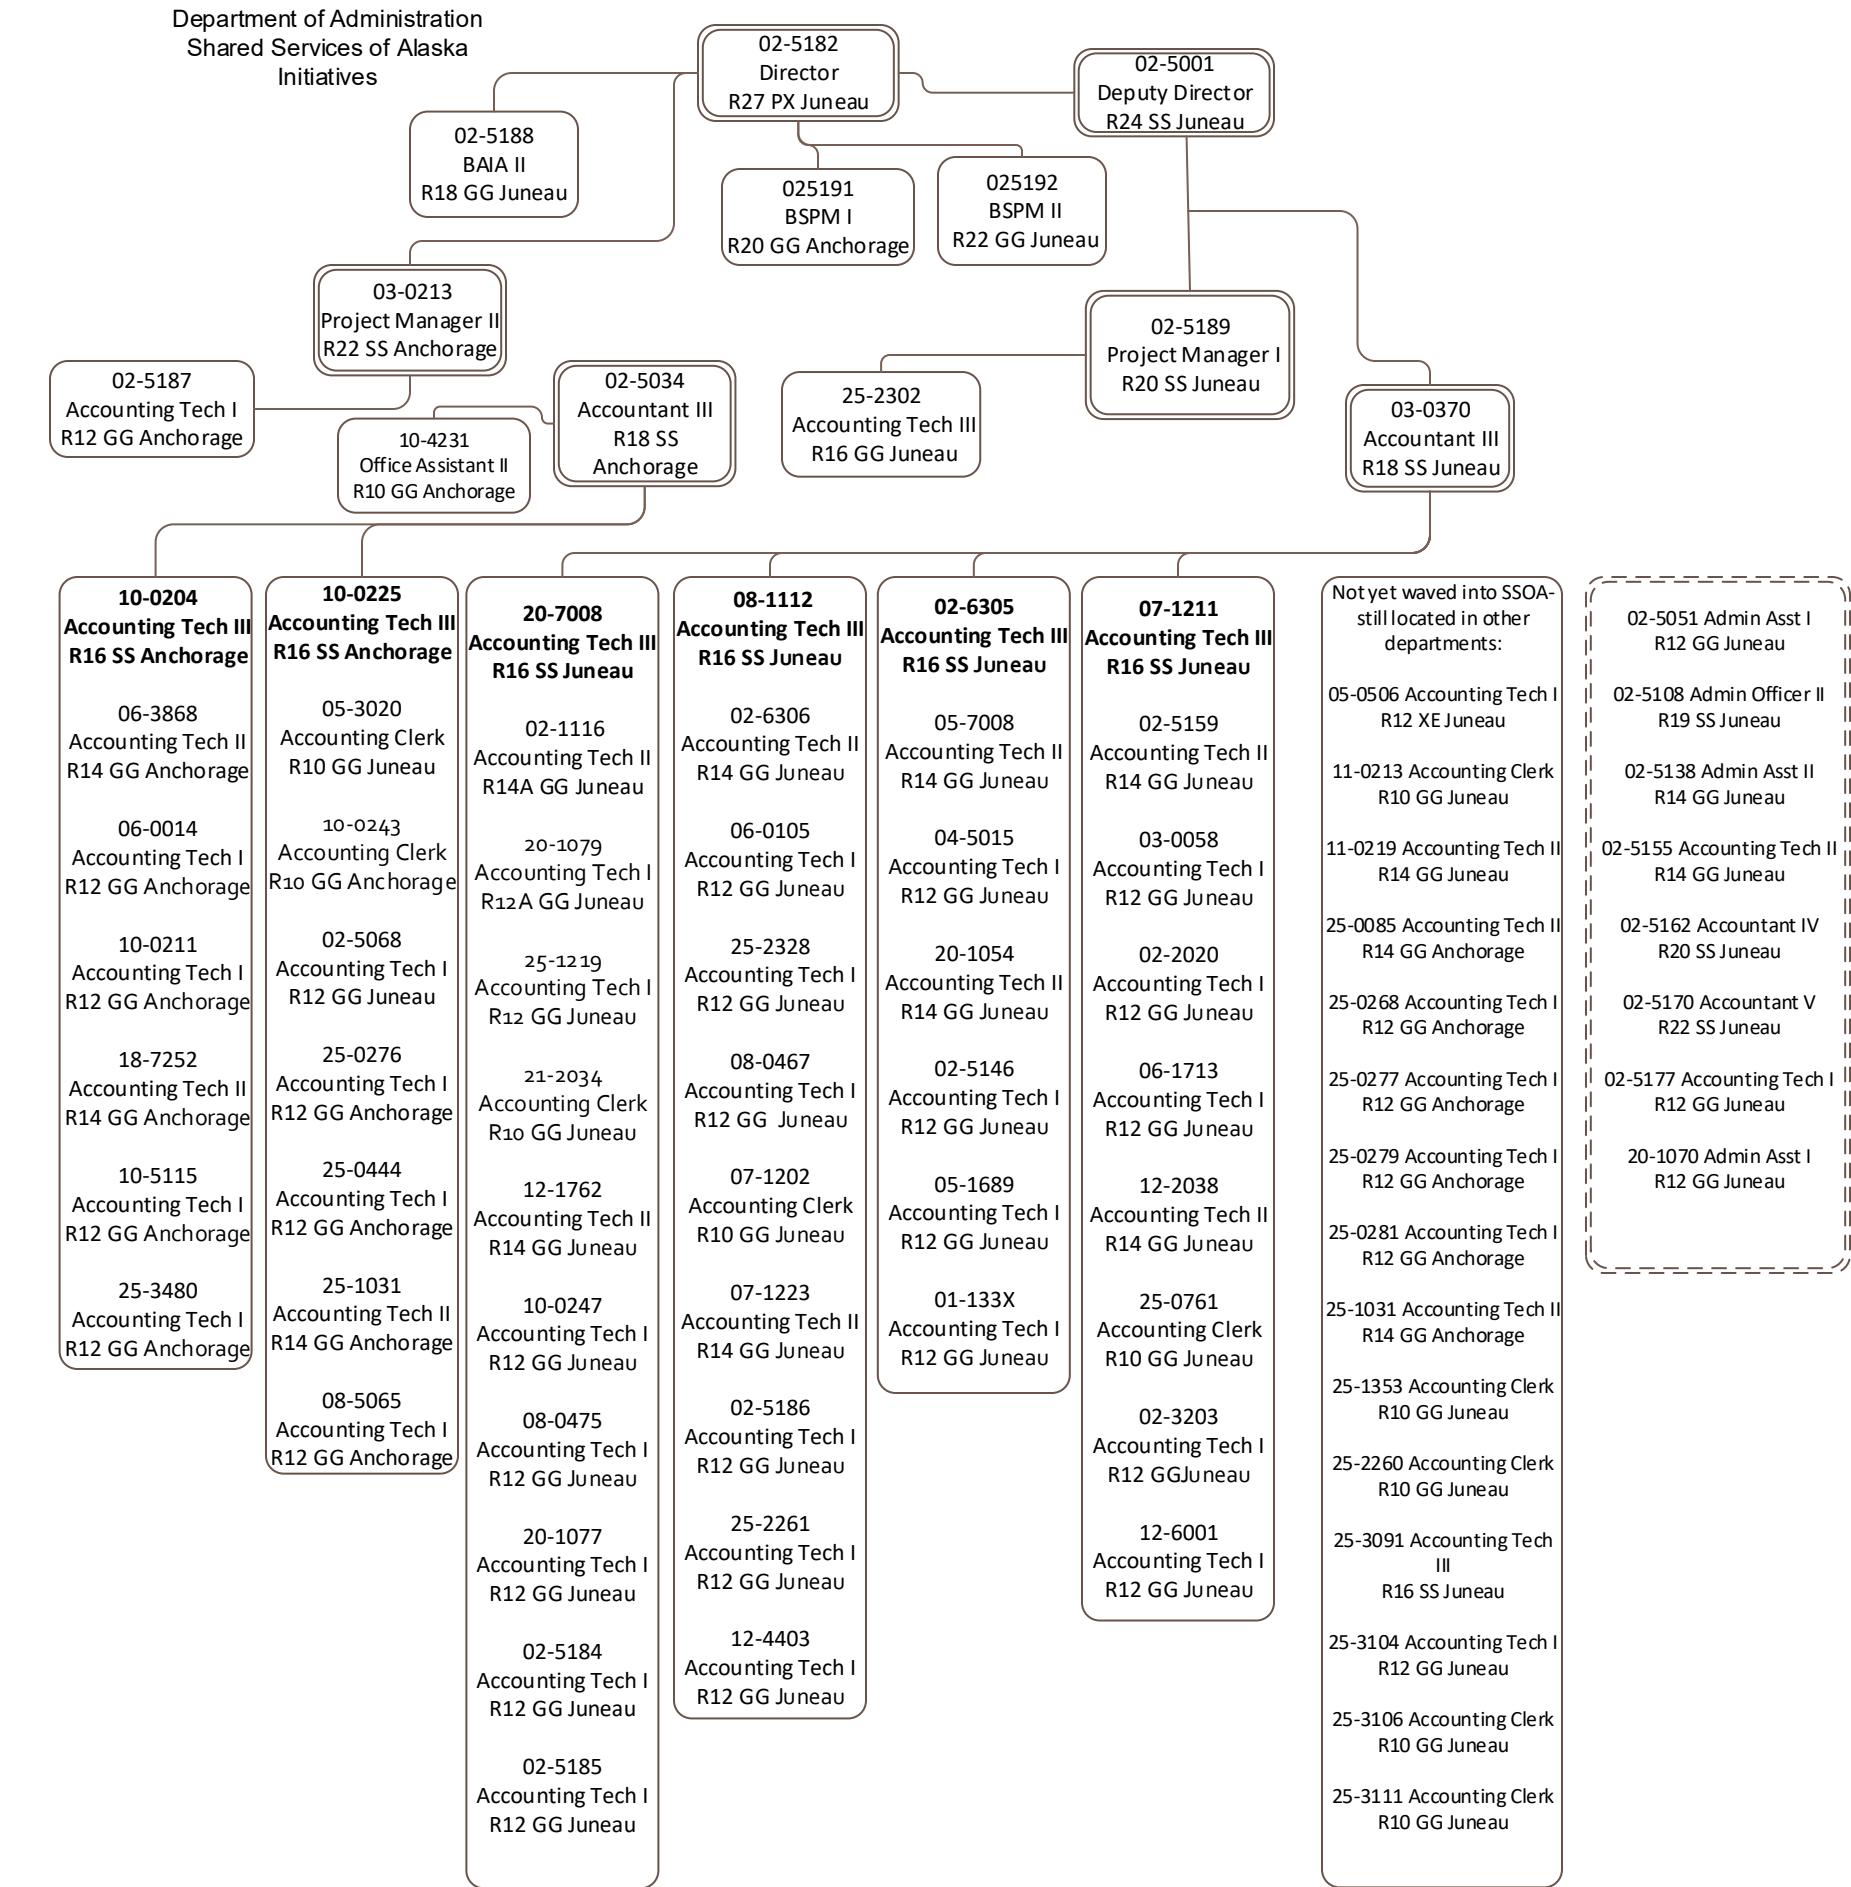 Department of Administration
Shared Services of Alaska
Initiatives
02-5182
Director
R27 PX Juneau
02-5001
Deputy Director
R24 SS Juneau
02-5188
BAIA II
R18 GG Juneau
025191
BSPM I
R20 GG Anchorage
025192
BSPM II
R22 GG Juneau
03-0213
Project Manager II
R22 SS Anchorage
02-5189
Project Manager I
R20 SS Juneau
02-5187
Accounting Tech I
R12 GG Anchorage
10-4231
Office Assistant II
R10 GG Anchorage
02-5034
Accountant III
R18 SS
Anchorage
25-2302
Accounting Tech III
R16 GG Juneau
03-0370
Accountant III
R18 SS Juneau
10-0204
Accounting Tech III
R16 SS Anchorage
06-3868
Accounting Tech II
R14 GG Anchorage
06-0014
Accounting Tech I
R12 GG Anchorage
10-0211
Accounting Tech I
R12 GG Anchorage
18-7252
Accounting Tech II
R14 GG Anchorage
10-5115
Accounting Tech I
R12 GG Anchorage
25-3480
Accounting Tech I
R12 GG Anchorage
10-0225
Accounting Tech III
R16 SS Anchorage
05-3020
Accounting Clerk
R10 GG Juneau
10-0243
Accounting Clerk
R10 GG Anchorage
02-5068
Accounting Tech I
R12 GG Juneau
25-0276
Accounting Tech I
R12 GG Anchorage
25-0444
Accounting Tech I
R12 GG Anchorage
25-1031
Accounting Tech II
R14 GG Anchorage
08-5065
Accounting Tech I
R12 GG Anchorage
20-7008
Accounting Tech III
R16 SS Juneau
02-1116
Accounting Tech II
R14A GG Juneau
20-1079
Accounting Tech I
R12A GG Juneau
25-1219
Accounting Tech I
R12 GG Juneau
21-2034
Accounting Clerk
R10 GG Juneau
12-1762
Accounting Tech II
R14 GG Juneau
10-0247
Accounting Tech I
R12 GG Juneau
08-0475
Accounting Tech I
R12 GG Juneau
20-1077
Accounting Tech I
R12 GG Juneau
02-5184
Accounting Tech I
R12 GG Juneau
02-5185
Accounting Tech I
R12 GG Juneau
08-1112
Accounting Tech III
R16 SS Juneau
02-6306
Accounting Tech II
R14 GG Juneau
06-0105
Accounting Tech I
R12 GG Juneau
25-2328
Accounting Tech I
R12 GG Juneau
08-0467
Accounting Tech I
R12 GG  Juneau
07-1202
Accounting Clerk
R10 GG Juneau
07-1223
Accounting Tech II
R14 GG Juneau
02-5186
Accounting Tech I
R12 GG Juneau
25-2261
Accounting Tech I
R12 GG Juneau
12-4403
Accounting Tech I
R12 GG Juneau
02-6305
Accounting Tech III
R16 SS Juneau
05-7008
Accounting Tech II
R14 GG Juneau
04-5015
Accounting Tech I
R12 GG Juneau
20-1054
Accounting Tech II
R14 GG Juneau
02-5146
Accounting Tech I
R12 GG Juneau
05-1689
Accounting Tech I
R12 GG Juneau
01-133X
Accounting Tech I
R12 GG Juneau
07-1211
Accounting Tech III
R16 SS Juneau
02-5159
Accounting Tech II
R14 GG Juneau
03-0058
Accounting Tech I
R12 GG Juneau
02-2020
Accounting Tech I
R12 GG Juneau
06-1713
Accounting Tech I
R12 GG Juneau
12-2038
Accounting Tech II
R14 GG Juneau
25-0761
Accounting Clerk
R10 GG Juneau
02-3203
Accounting Tech I
R12 GGJuneau
12-6001
Accounting Tech I
R12 GG Juneau
Not yet waved into SSOA-
still located in other
departments:
05-0506 Accounting Tech I
R12 XE Juneau
11-0213 Accounting Clerk
R10 GG Juneau
11-0219 Accounting Tech II
R14 GG Juneau
25-0085 Accounting Tech II
R14 GG Anchorage
25-0268 Accounting Tech I
R12 GG Anchorage
25-0277 Accounting Tech I
R12 GG Anchorage
25-0279 Accounting Tech I
R12 GG Anchorage
25-0281 Accounting Tech I
R12 GG Anchorage
25-1031 Accounting Tech II
R14 GG Anchorage
25-1353 Accounting Clerk
R10 GG Juneau
25-2260 Accounting Clerk
R10 GG Juneau
25-3091 Accounting Tech
III
R16 SS Juneau
25-3104 Accounting Tech I
R12 GG Juneau
25-3106 Accounting Clerk
R10 GG Juneau
25-3111 Accounting Clerk
R10 GG Juneau
02-5051 Admin Asst I
R12 GG Juneau
02-5108 Admin Officer II
R19 SS Juneau
02-5138 Admin Asst II
R14 GG Juneau
02-5155 Accounting Tech II
R14 GG Juneau
02-5162 Accountant IV
R20 SS Juneau
02-5170 Accountant V
R22 SS Juneau
02-5177 Accounting Tech I
R12 GG Juneau
20-1070 Admin Asst I
R12 GG Juneau